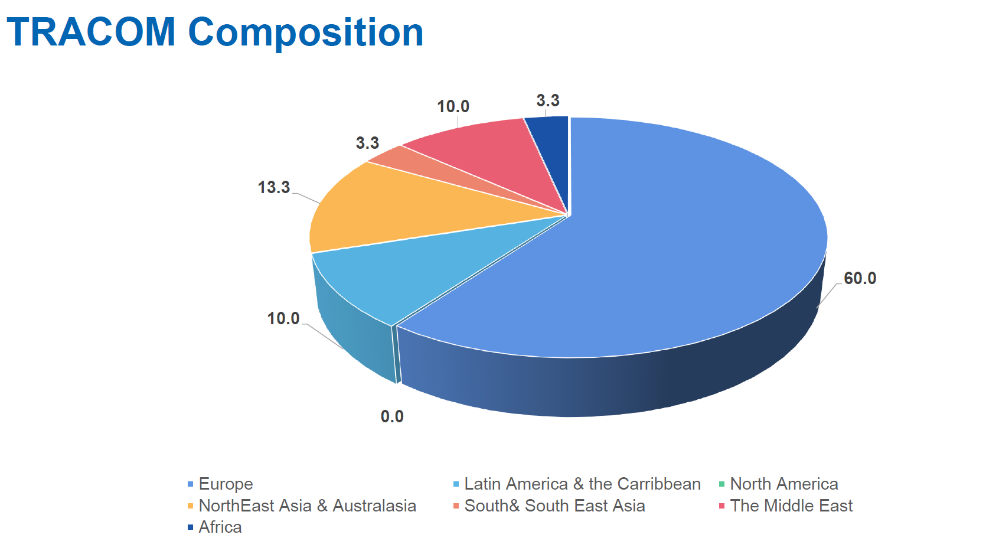 TRACOM Composition
3.3
10.0
3.3
13.3
60.0
10.0
0.0
Europe
Latin America & the Carribbean
North America
NorthEast Asia & Australasia
South& South East Asia
The Middle East
Africa